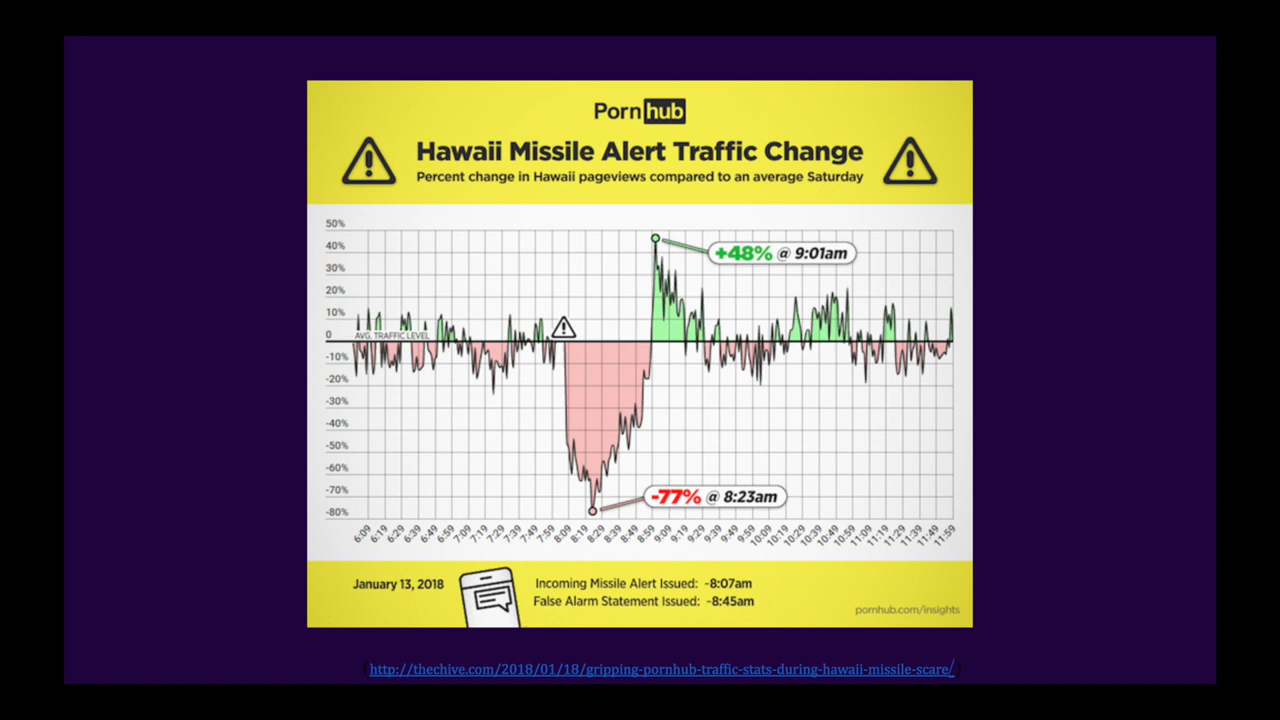 Pornhub
Hawaii Missile Alert Traffic Change
Percent change in Hawaii pageviews compared to an average Saturday
50%
40%
30%
20%
10%
0
-10%
-20%
-30%
-40%
-50%
-60%
-70%
-80%
AVG. TRAFFIC LEVEL
+48% @ 9:01am
-77% @ 8:23am
6:09 6:19 6:29 6:39 6:49 6:59 7:09 7:19 7:29 7:39 7:49 7:59 8:09 8:19 8:29 8:39 8:49 8:59 9:09 9:19 9:29 9:39 9:49 9:59 10:09 10:19 10:29 10:39 10:49 10:59 11:09 11:19 11:29 11:39 11:49 11:59
January 13, 2018
Incoming Missile Alert Issued: ~8:07am
False Alarm Statement Issued: ~8:45am
pornhub.com/insights
(http://thechive.com/2018/01/18/gripping-pornhub-traffic-stats-during-hawaii-missile-scare/)